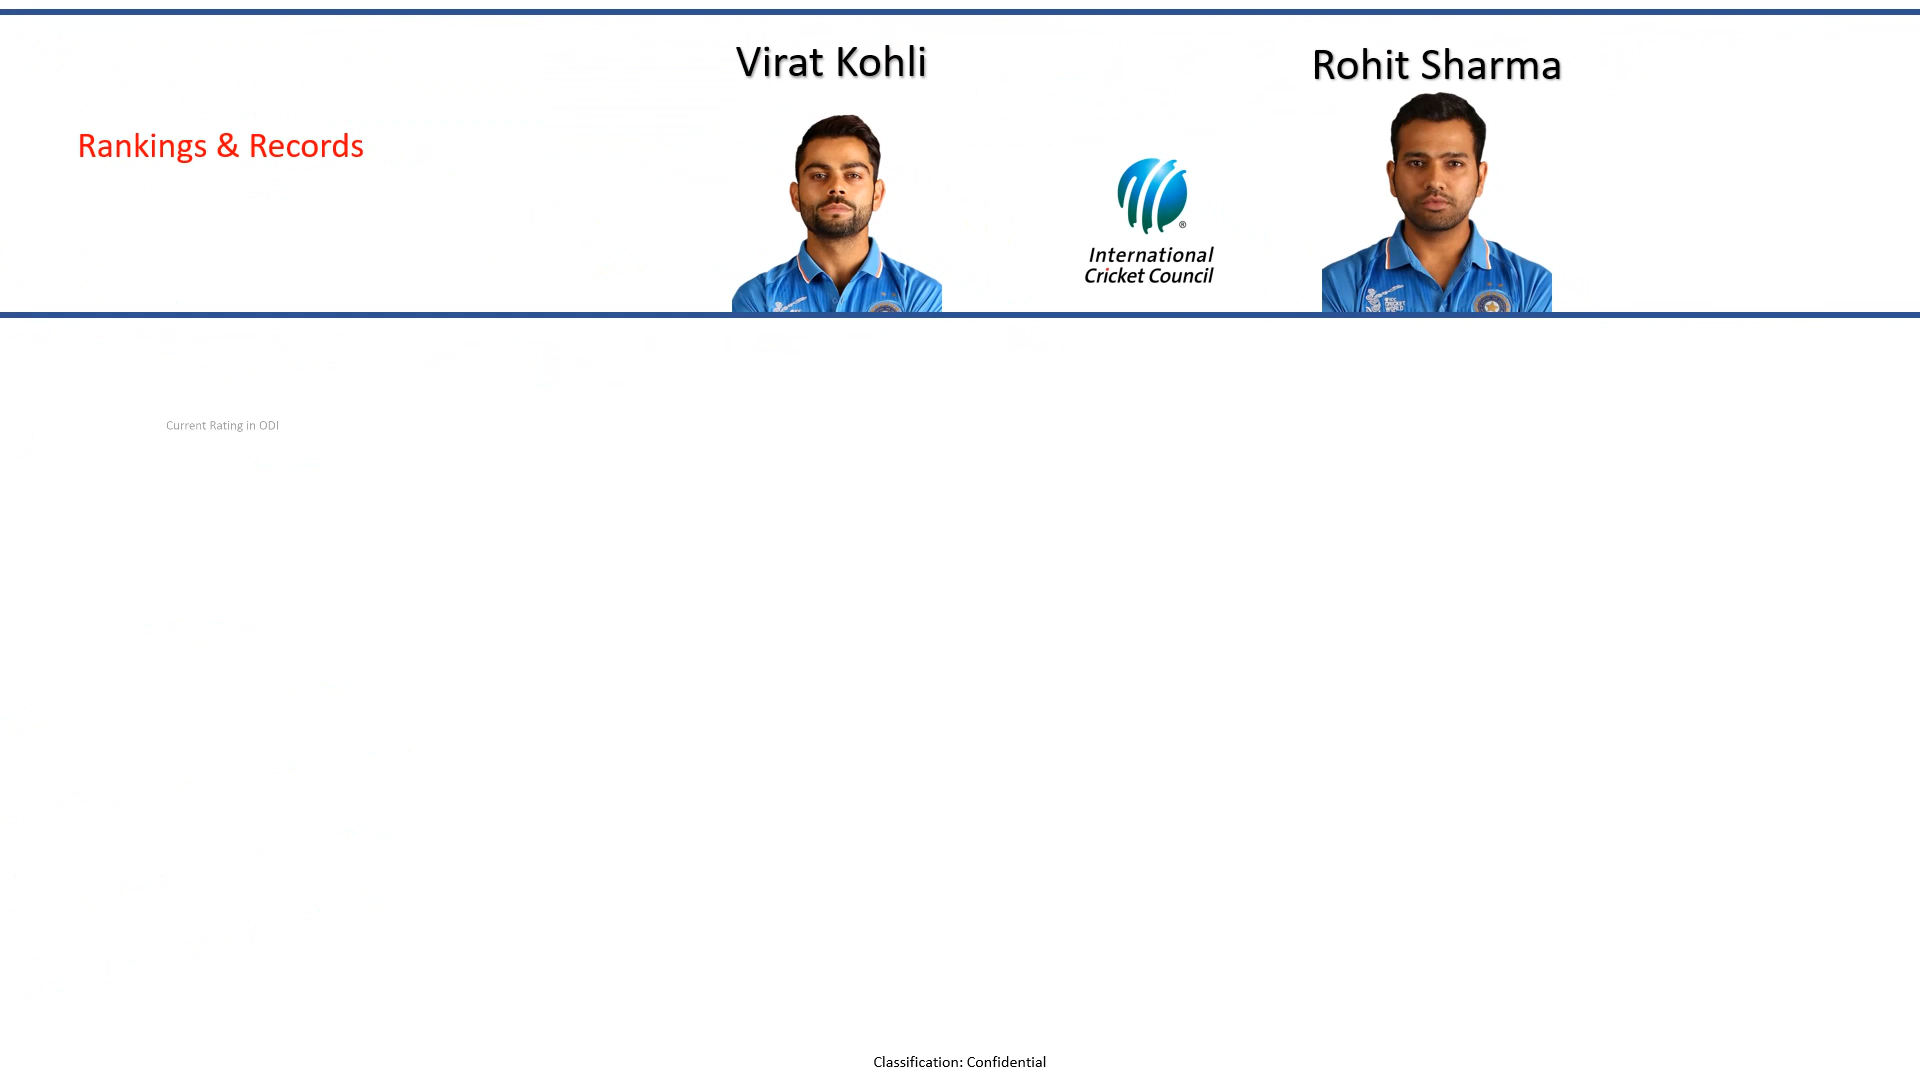 Virat Kohli
Rohit Sharma
Rankings & Records
®
International
Cricket Council
Current Rating in ODI
Classification: Confidential